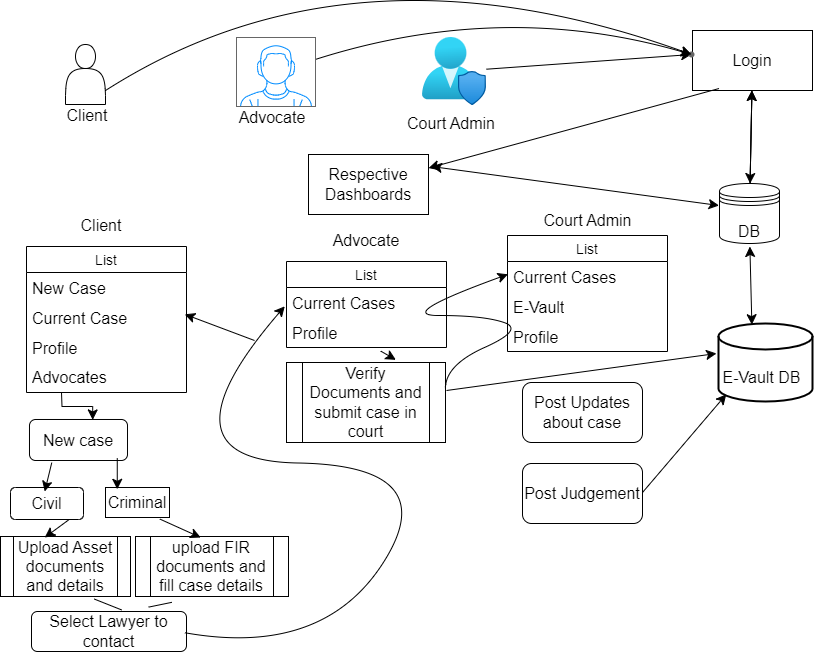 Login
Client
Advocate
Court Admin
Respective
Dashboards
DB
Client
List
New Case
Current Case
Profile
Advocates
Advocate
List
Current Cases
Profile
Court Admin
List
Current Cases
E-Vault
Profile
Verify
Documents and
submit case in
court
E-Vault DB
Post Updates
about case
Post Judgement
New case
Civil
Criminal
Upload Asset
documents
and details
upload FIR
documents and
fill case details
Select Lawyer to
contact